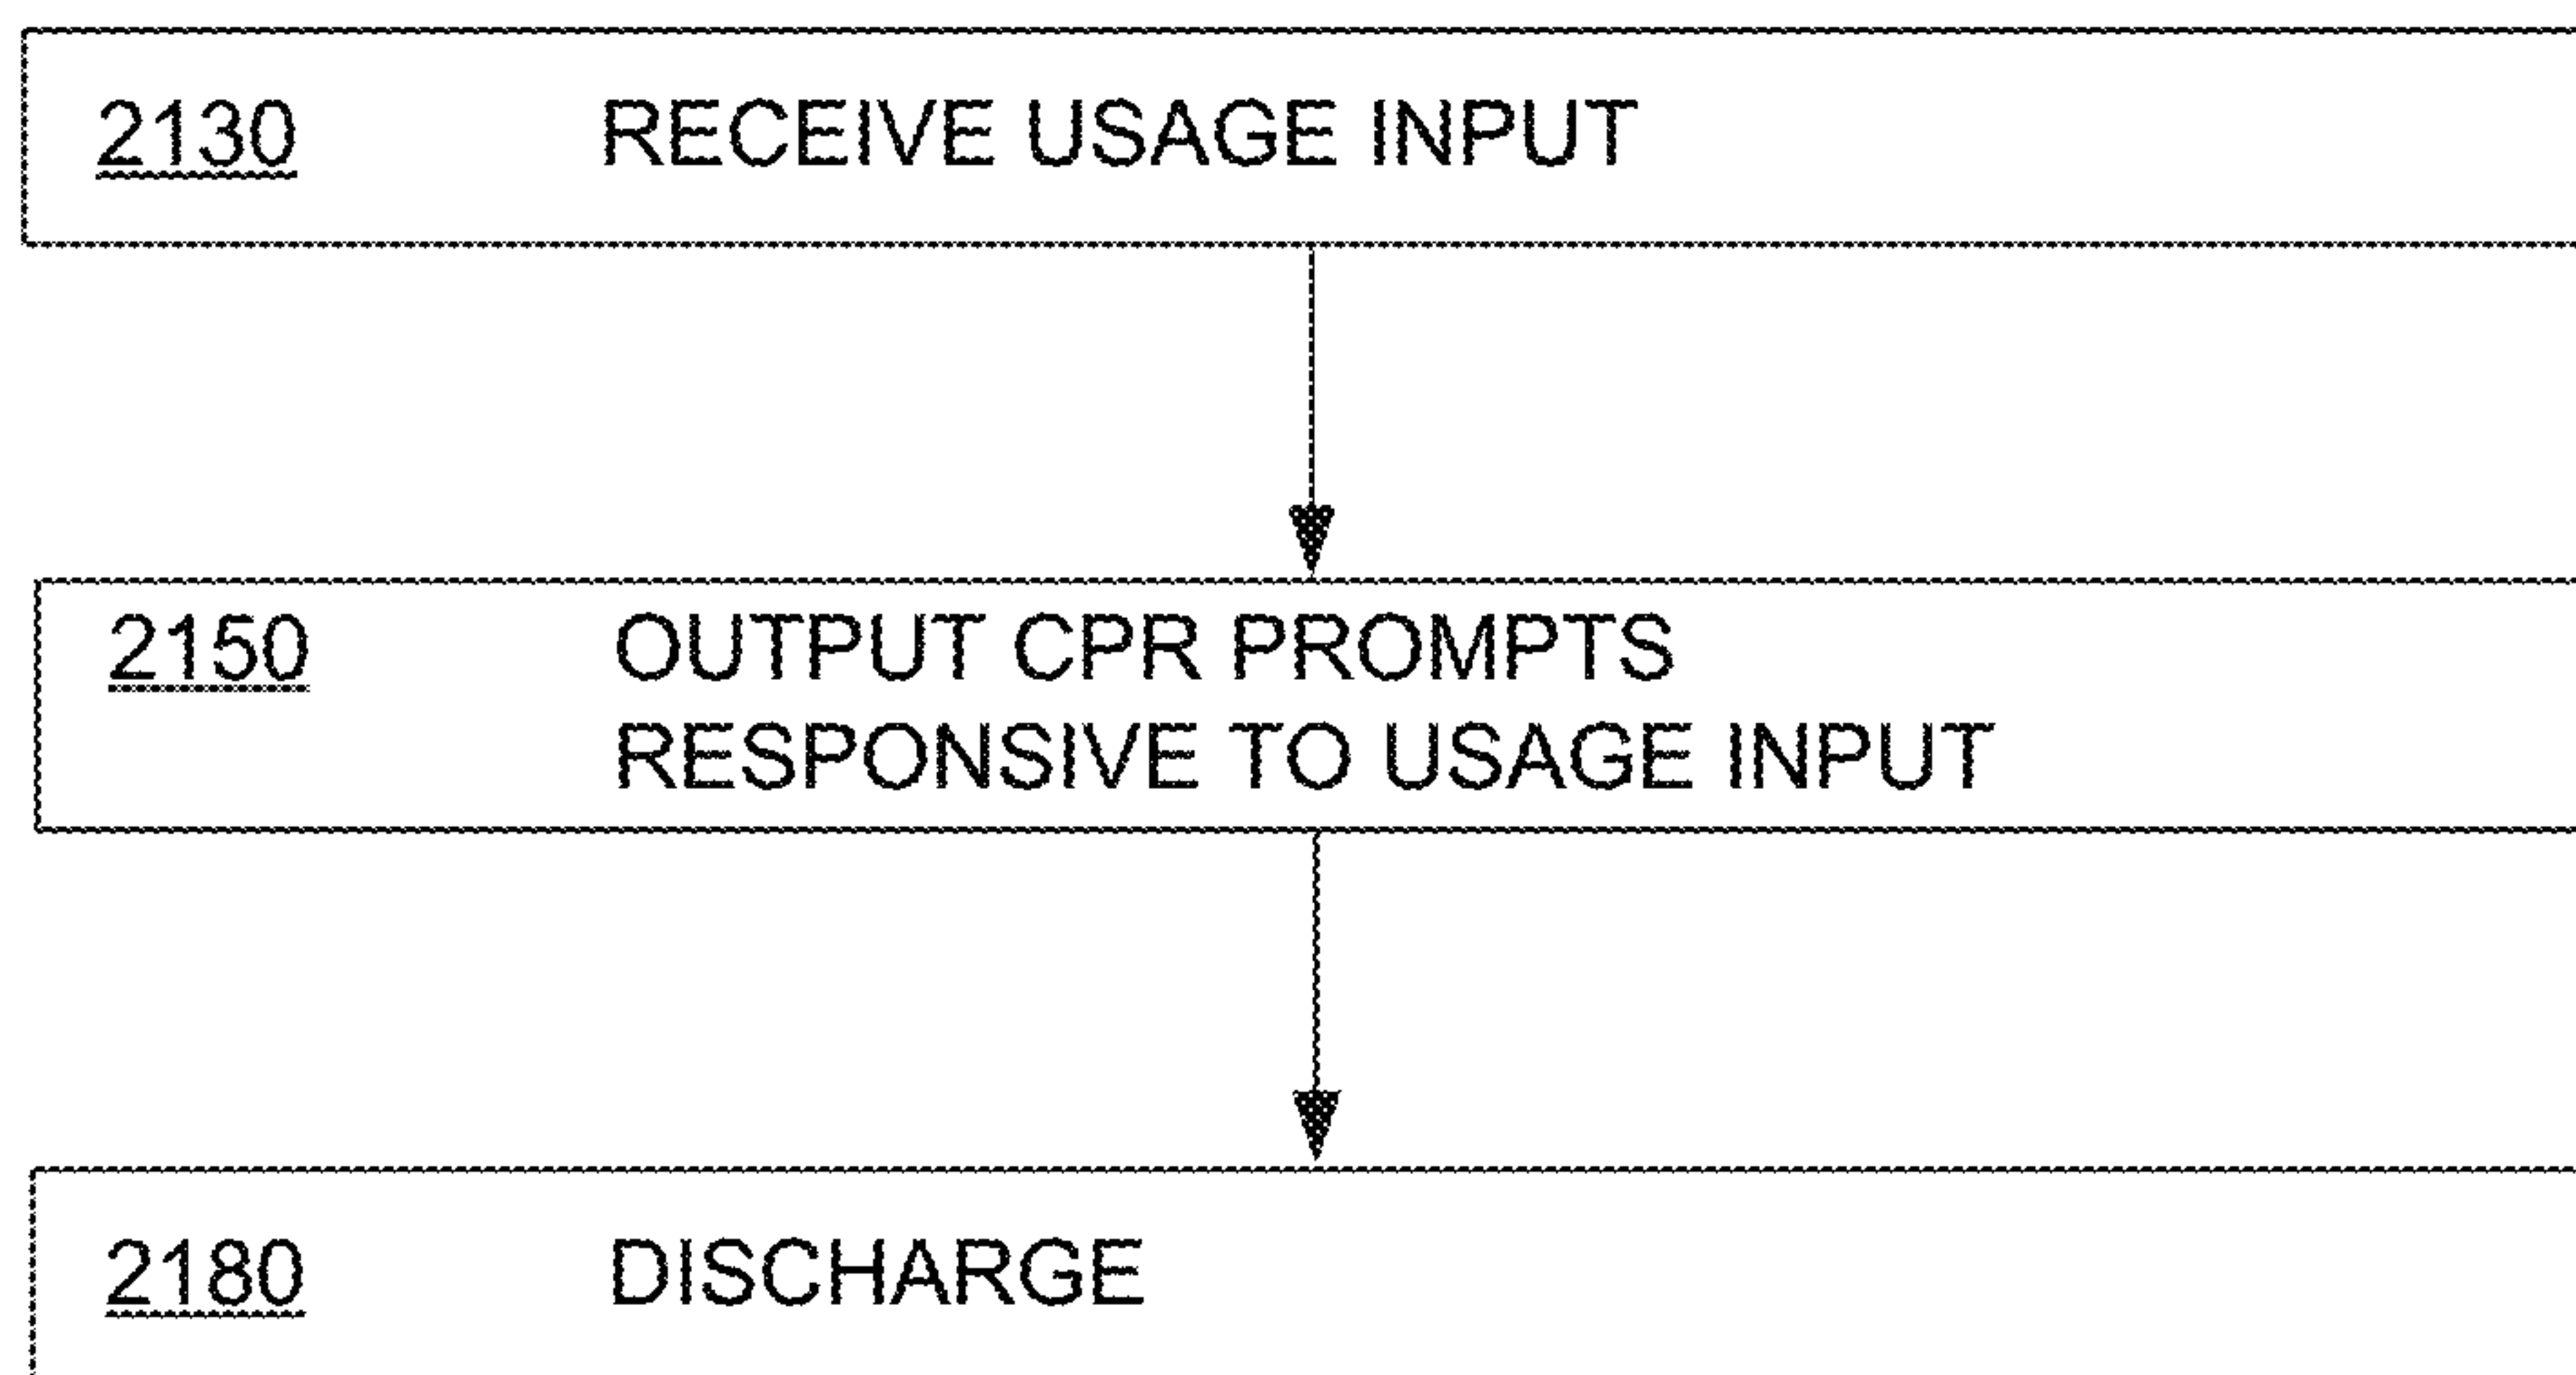 2130 RECEIVE USAGE INPUT
2150 OUTPUT CPR PROMPTS
RESPONSIVE TO USAGE INPUT
2180 DISCHARGE